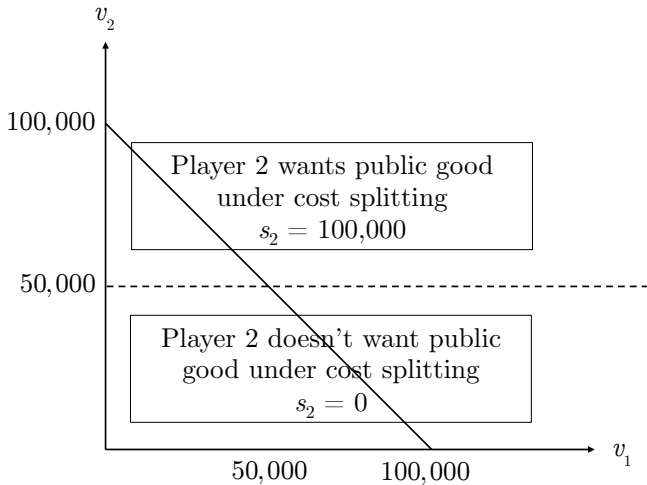 v₂
100,000
Player 2 wants public good
under cost splitting
s₂ = 100,000
50,000
Player 2 doesn't want public
good under cost splitting
s₂ = 0
v₁
50,000
100,000